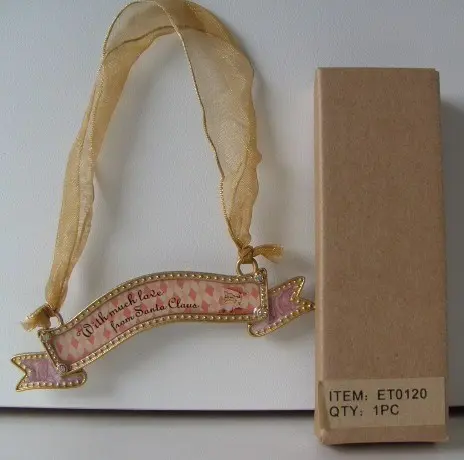 With much love
from Santa Claus
ITEM: ET0120
QTY: 1PC